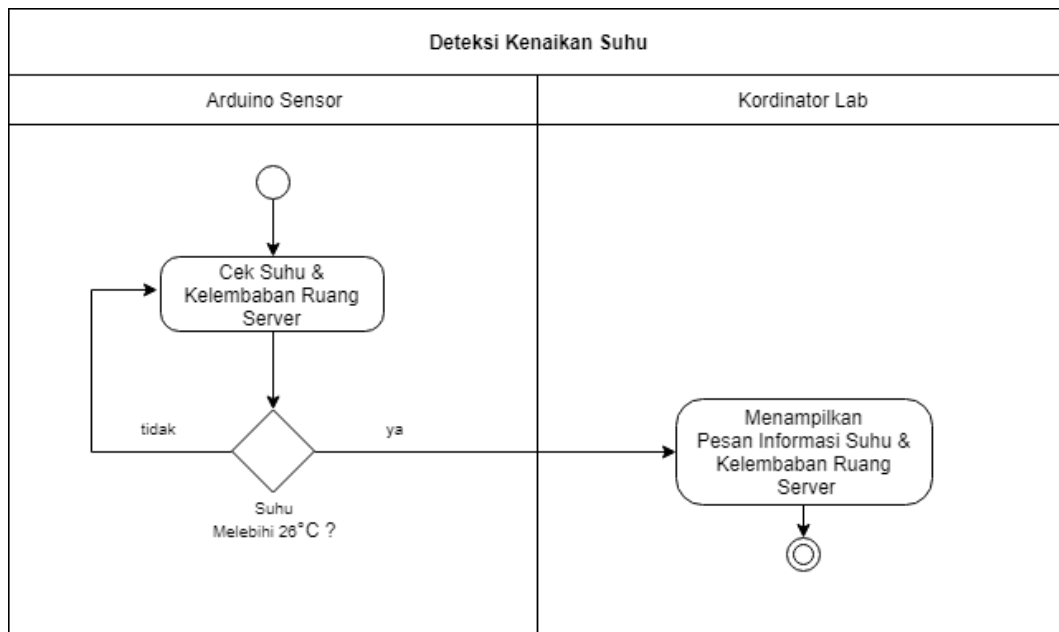 Deteksi Kenaikan Suhu
Arduino Sensor
Kordinator Lab
Cek Suhu &
Kelembaban Ruang
Server
tidak
ya
Suhu
Melebihi 26°C ?
Menampilkan
Pesan Informasi Suhu &
Kelembaban Ruang
Server